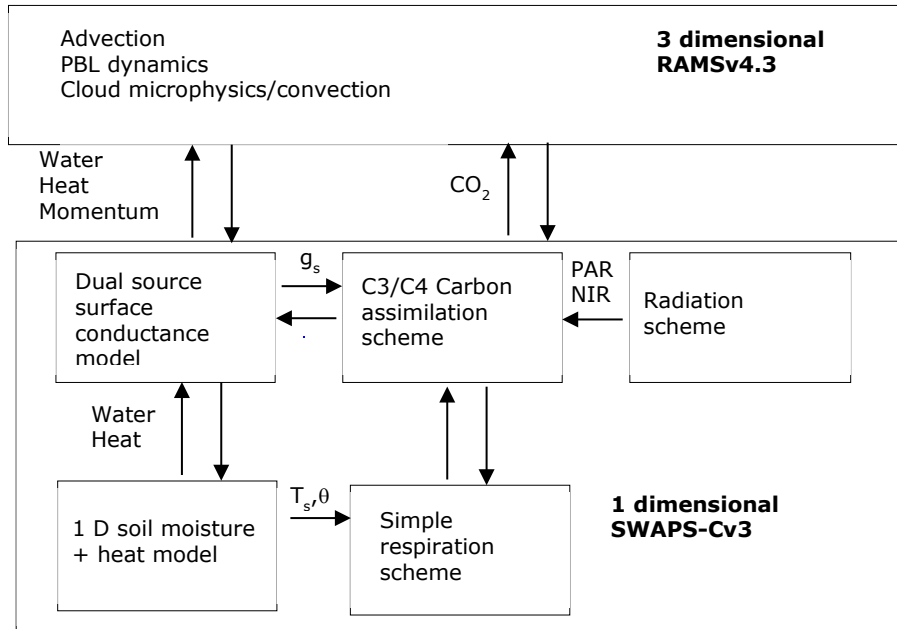 Advection
PBL dynamics
Cloud microphysics/convection
3 dimensional
RAMSv4.3
Water
Heat
Momentum
CO₂
Dual source
surface
conductance
model
gₛ
C3/C4 Carbon
assimilation
scheme
PAR
NIR
Radiation
scheme
Water
Heat
1 D soil moisture
+ heat model
Tₛ,θ
Simple
respiration
scheme
1 dimensional
SWAPS-Cv3